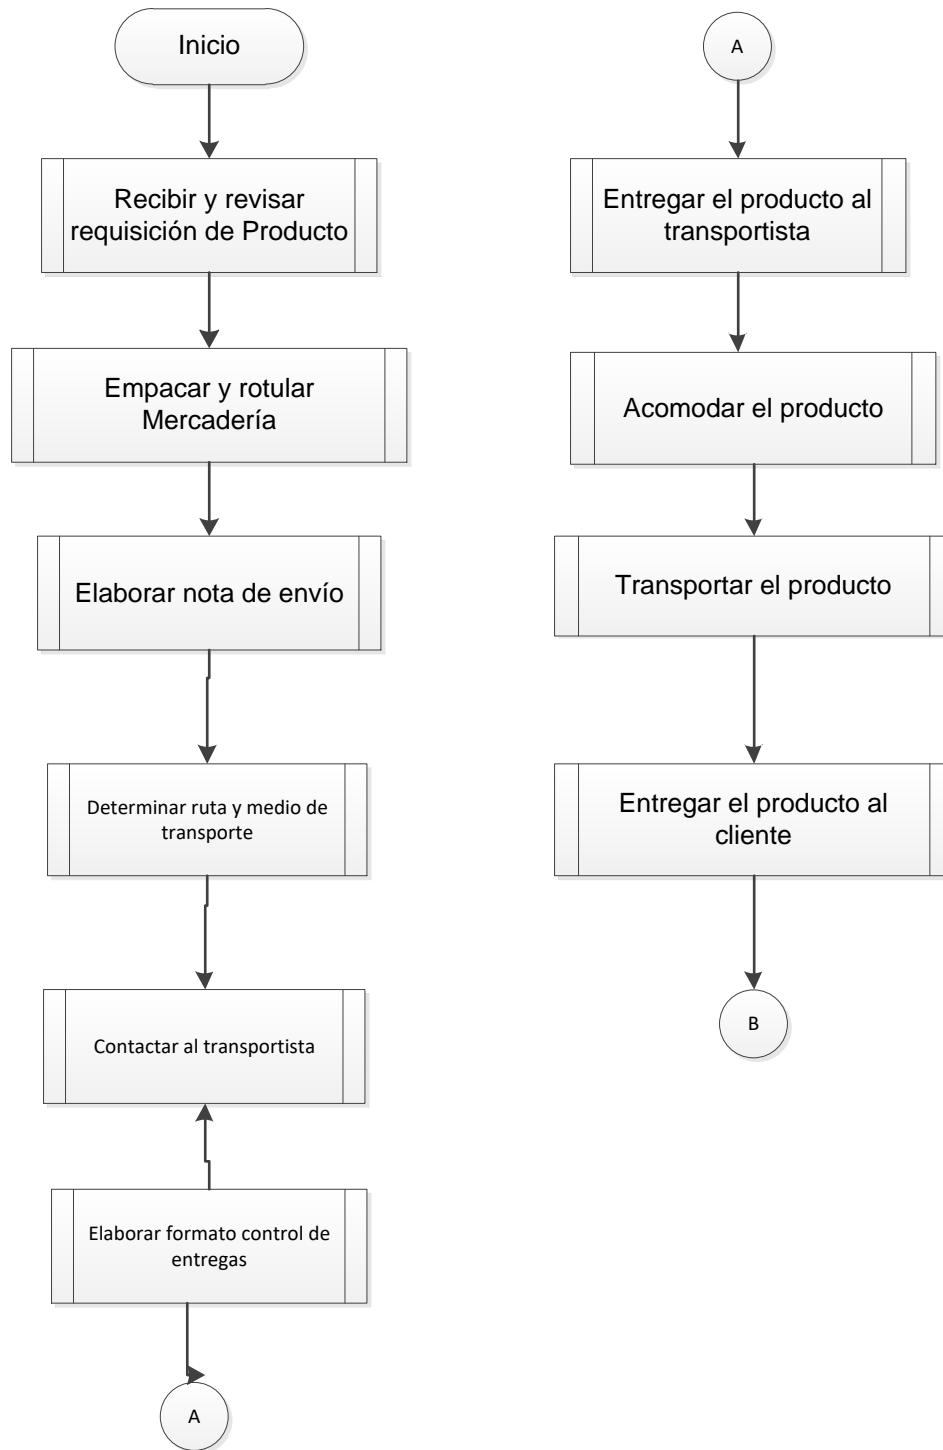 Inicio
Recibir y revisar
requisición de Producto
Empacar y rotular
Mercadería
Elaborar nota de envío
Determinar ruta y medio de
transporte
Contactar al transportista
Elaborar formato control de
entregas
A
A
Entregar el producto al
transportista
Acomodar el producto
Transportar el producto
Entregar el producto al
cliente
B